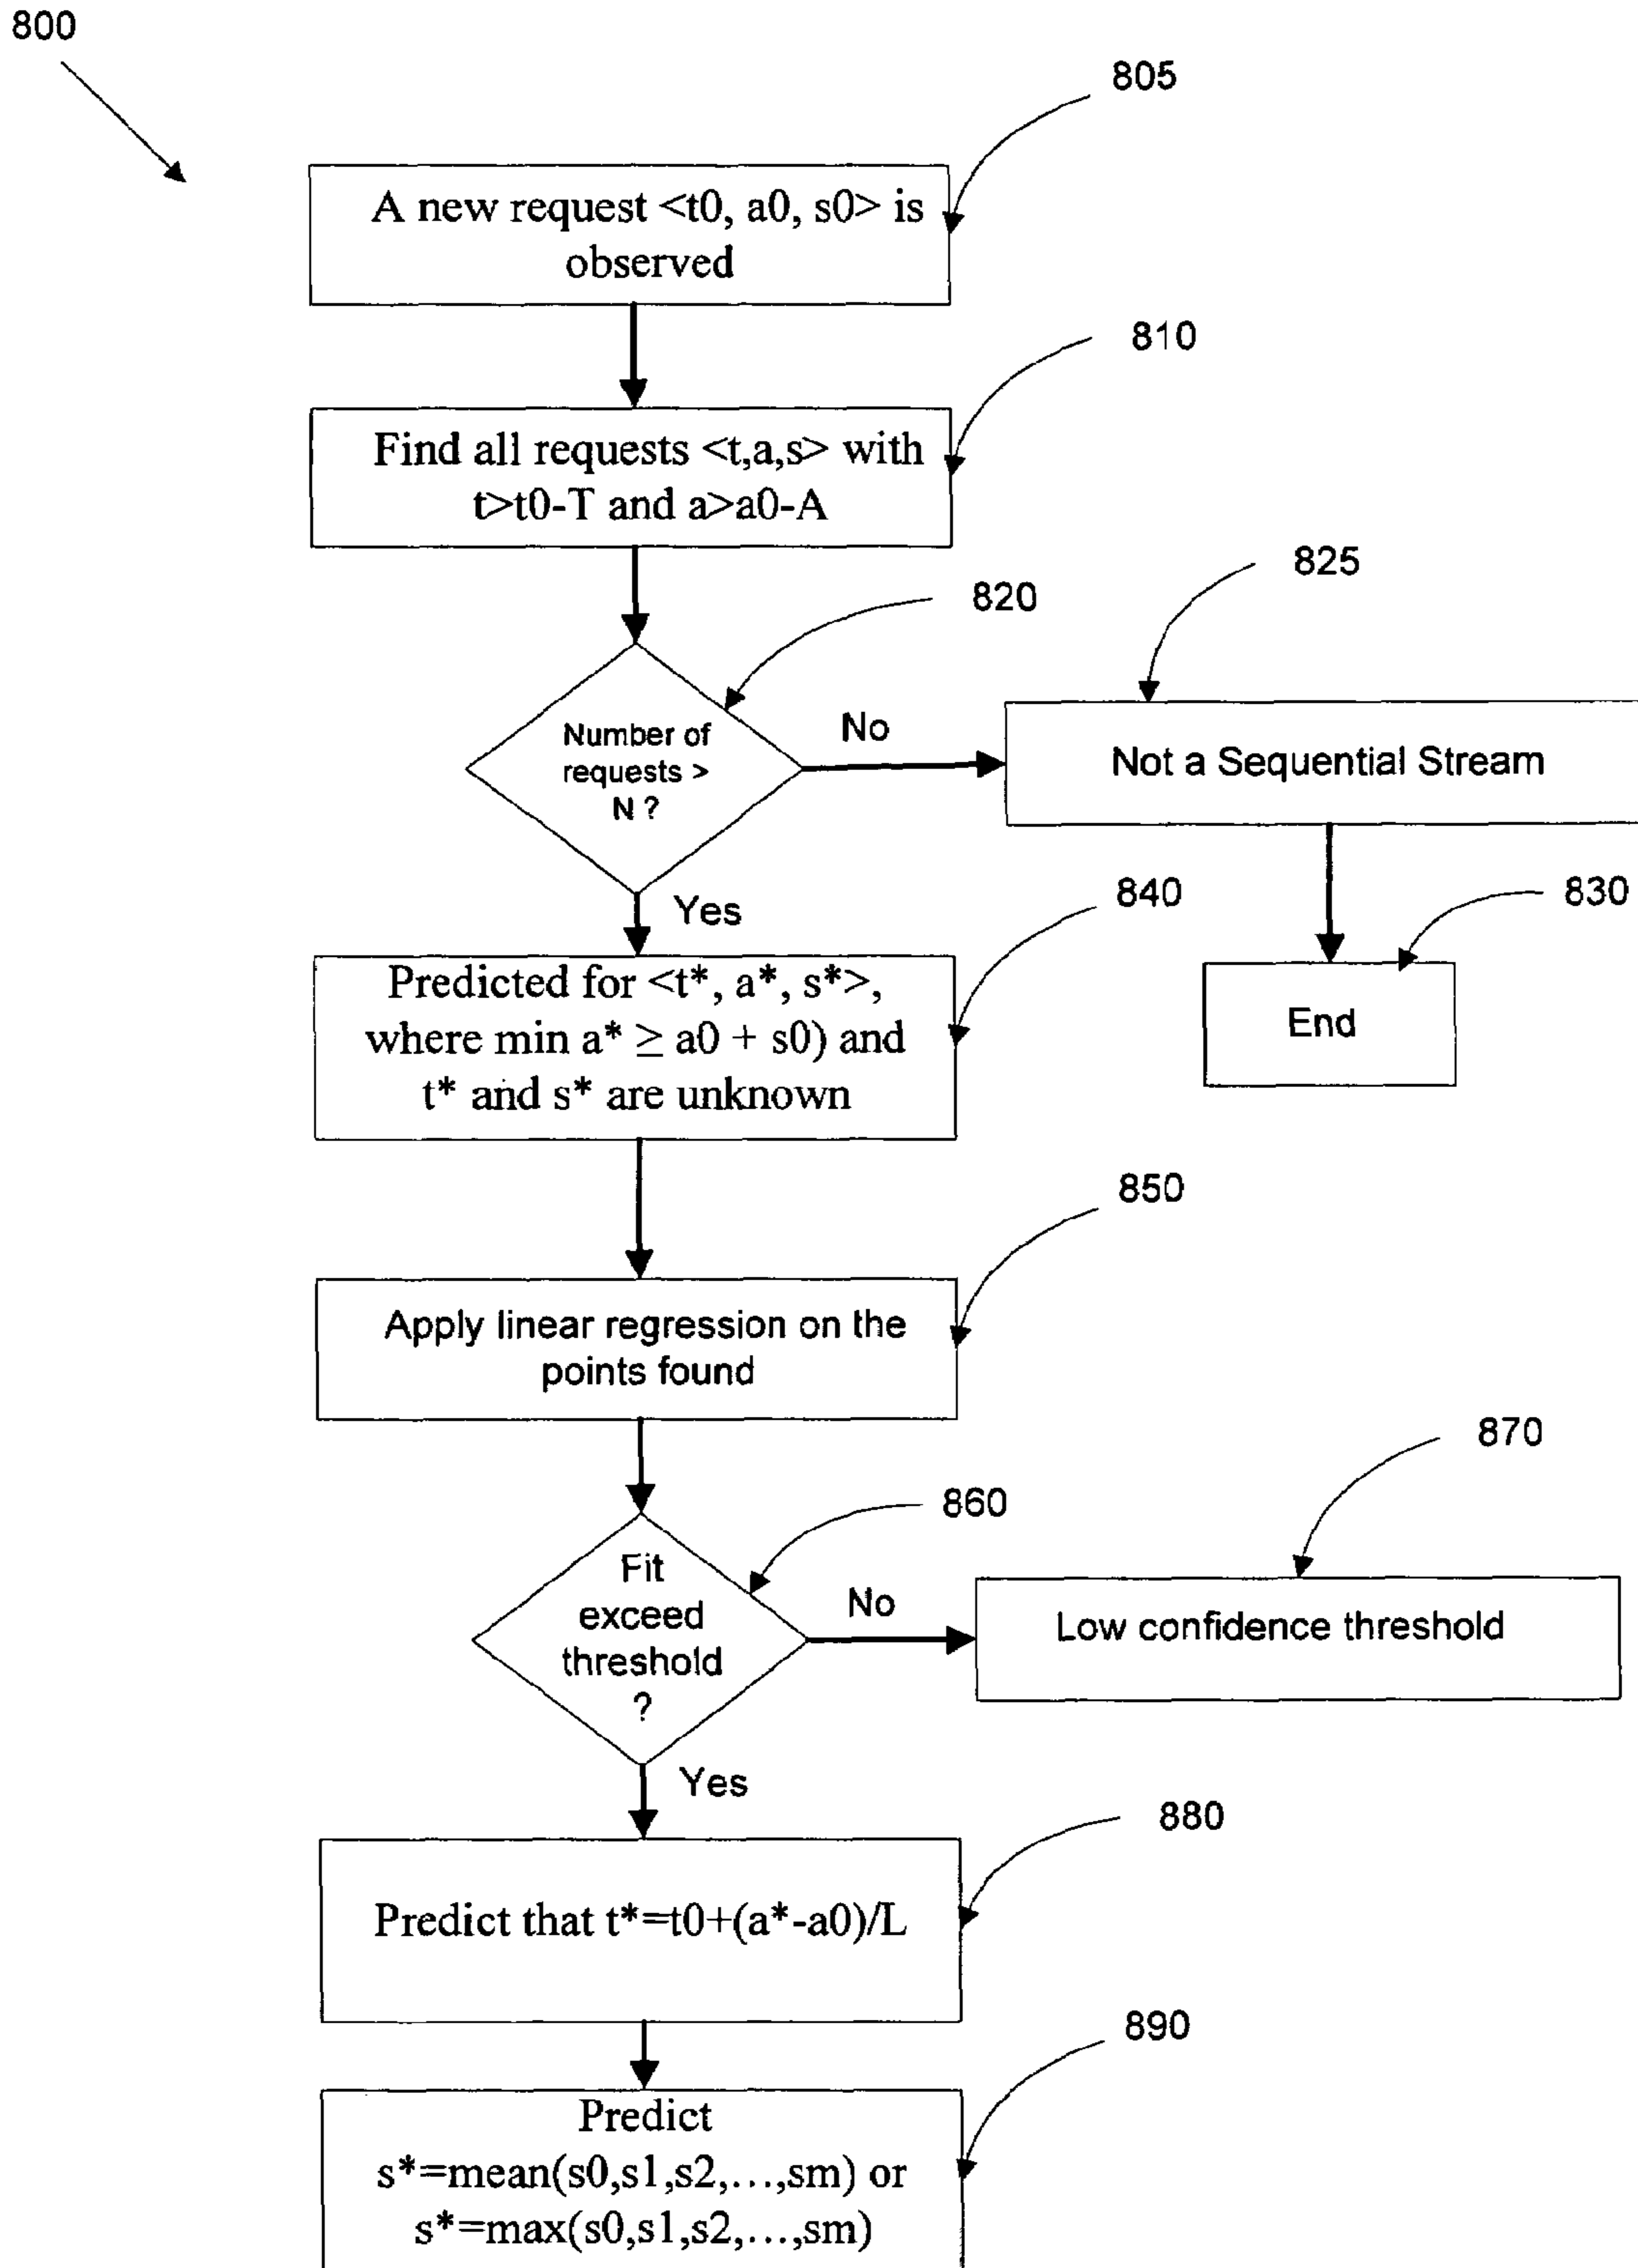 800
805
A new request <t0, a0, s0> is
observed
810
Find all requests <t,a,s> with
t>t0-T and a>a0-A
820
825
Number of
requests >
N ?
No
Not a Sequential Stream
Yes
830
End
840
Predicted for <t*, a*, s*>,
where min a* ≥ a0 + s0) and
t* and s* are unknown
850
Apply linear regression on the
points found
860
870
Fit
exceed
threshold
?
No
Low confidence threshold
Yes
880
Predict that t*=t0+(a*-a0)/L
890
Predict
s*=mean(s0,s1,s2,...,sm) or
s*=max(s0,s1,s2,...,sm)